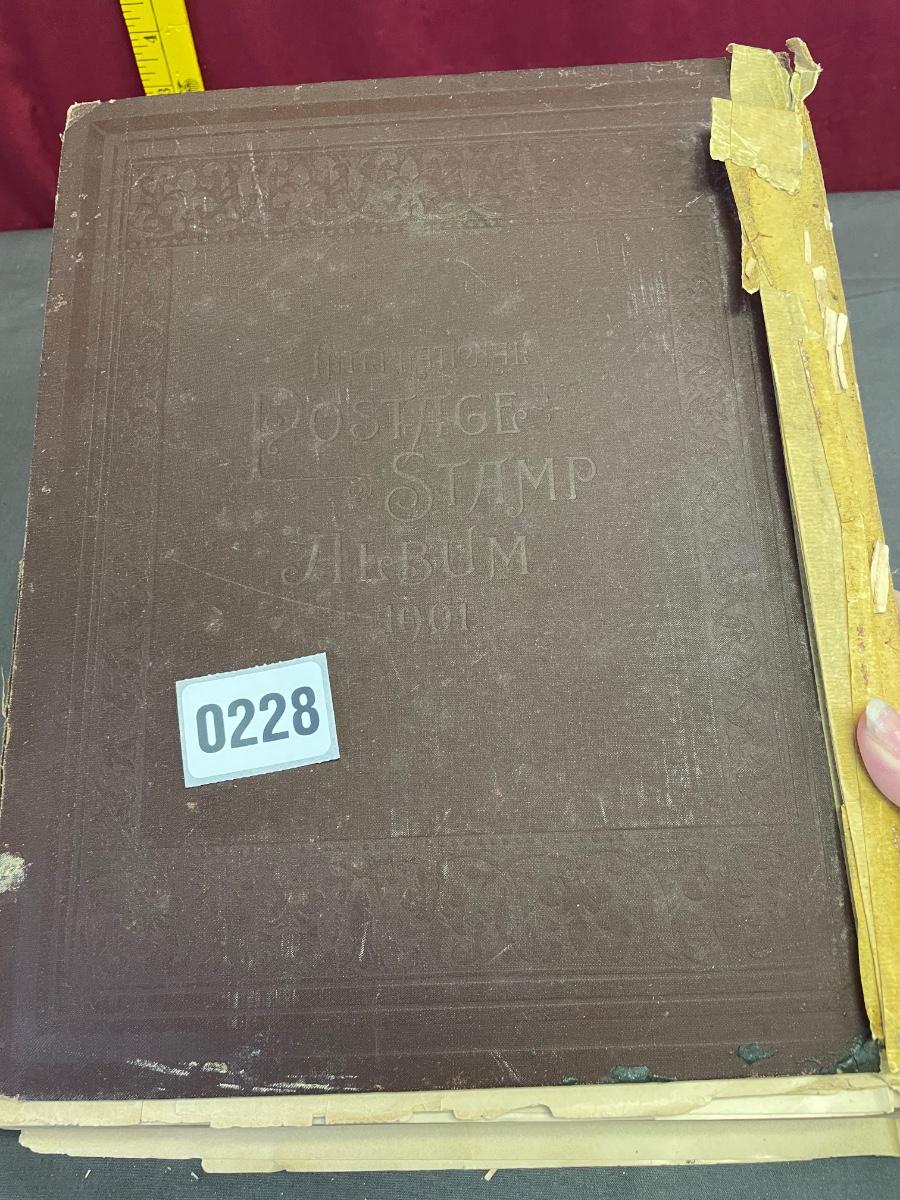 INTERNATIONAL
POSTAGE
STAMP
ALBUM
1901
0228